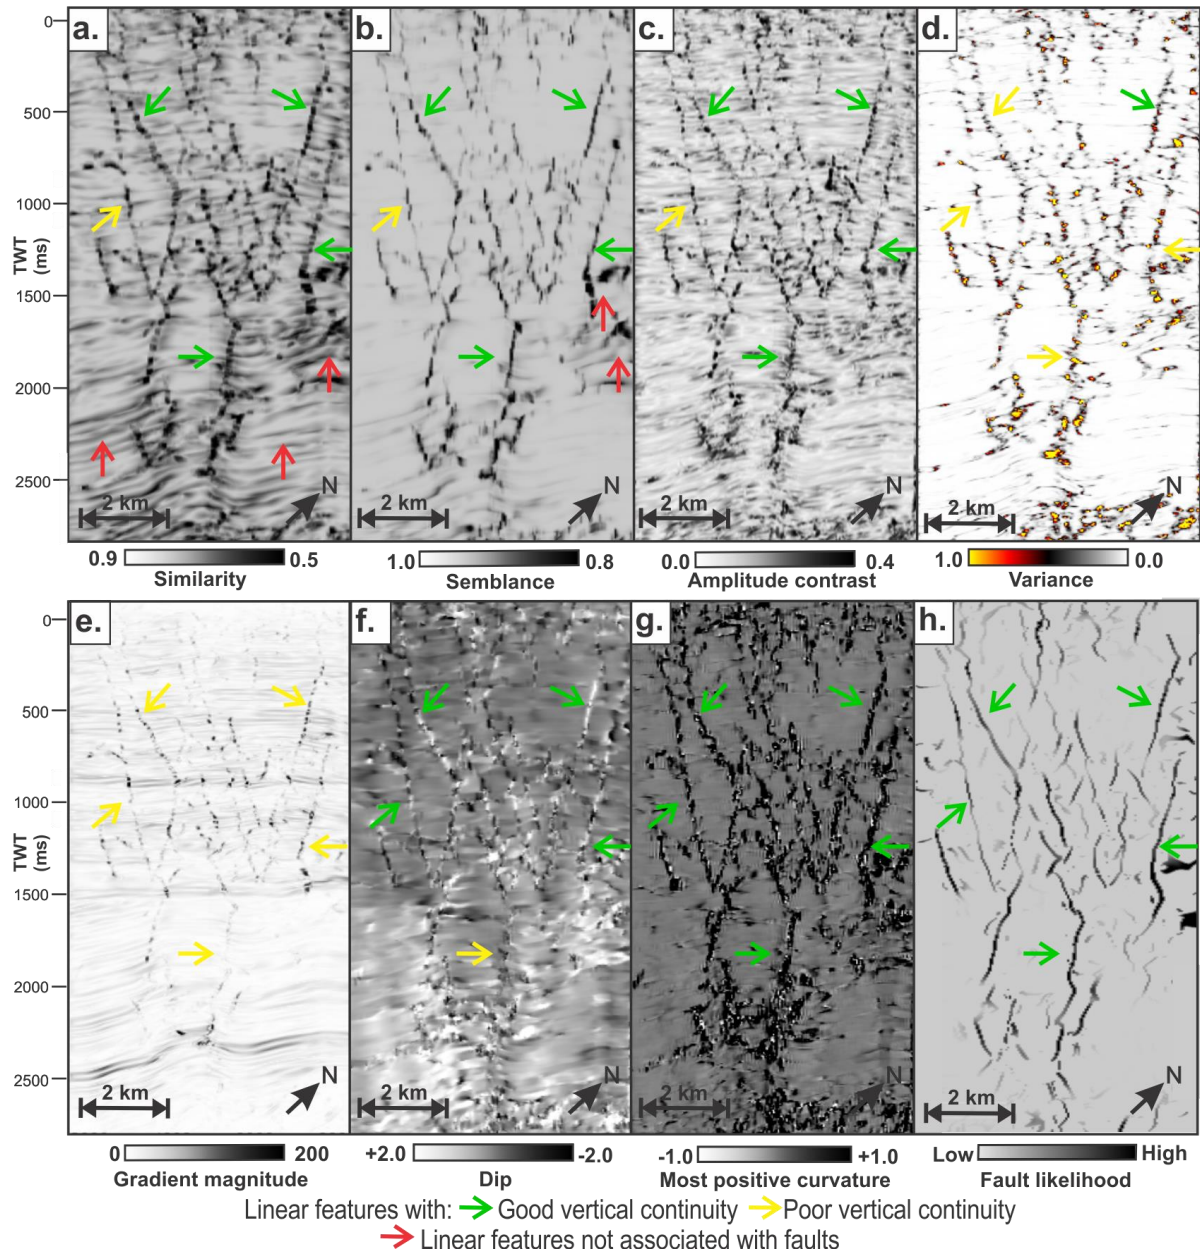 a. b. c. d.
0
500
1000
TWT
(ms)
1500
2000
2500
N N N N
2 km 2 km 2 km 2 km
0.9 0.5 1.0 0.8 0.0 0.4 1.0 0.0
Similarity Semblance Amplitude contrast Variance
e. f. g. h.
0
500
1000
TWT
(ms)
1500
2000
2500
N N N N
2 km 2 km 2 km 2 km
0 200 +2.0 -2.0 -1.0 +1.0 Low High
Gradient magnitude Dip Most positive curvature Fault likelihood
Linear features with: Good vertical continuity Poor vertical continuity
Linear features not associated with faults